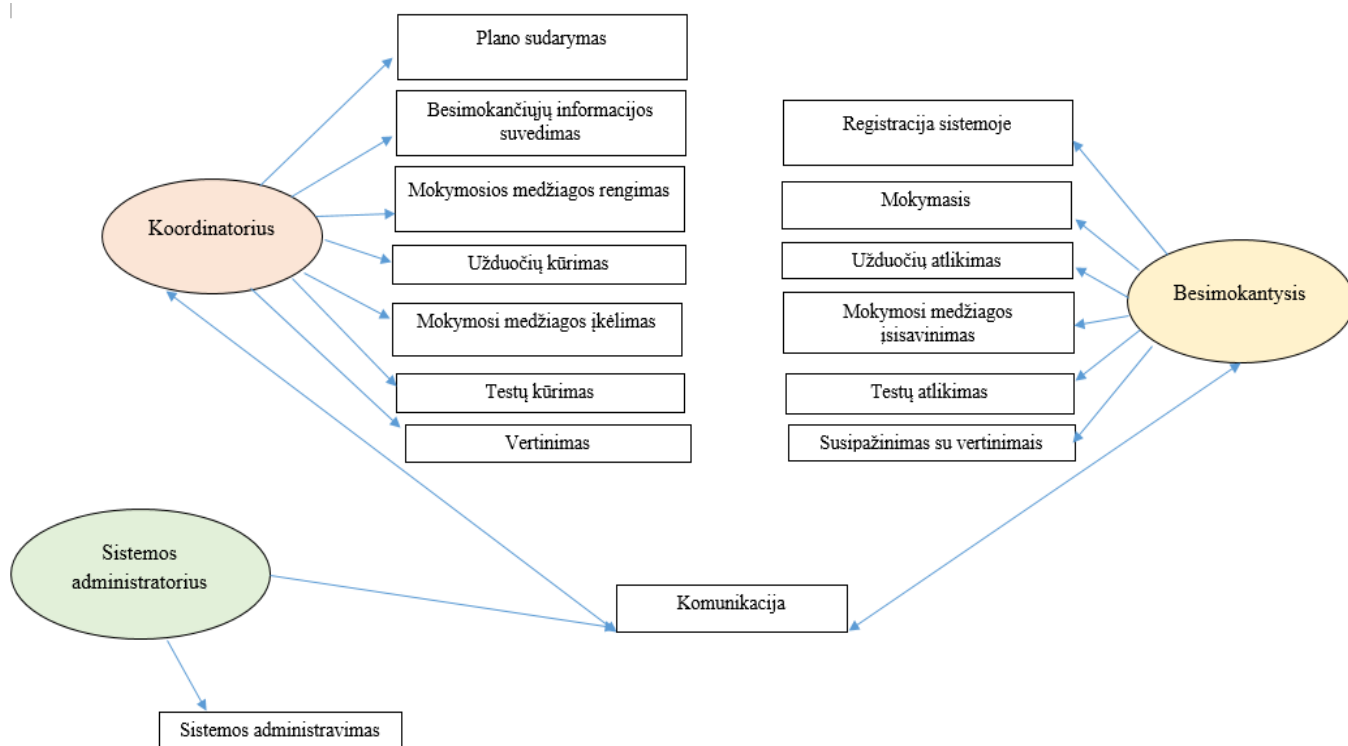 Plano sudarymas
Besimokančiųjų informacijos
suvedimas
Mokymosios medžiagos rengimas
Koordinatorius
Užduočių kūrimas
Mokymosi medžiagos įkėlimas
Testų kūrimas
Vertinimas
Registracija sistemoje
Mokymasis
Užduočių atlikimas
Mokymosi medžiagos
įsisavinimas
Testų atlikimas
Susipažinimas su vertinimais
Besimokantysis
Sistemos
administratorius
Komunikacija
Sistemos administravimas